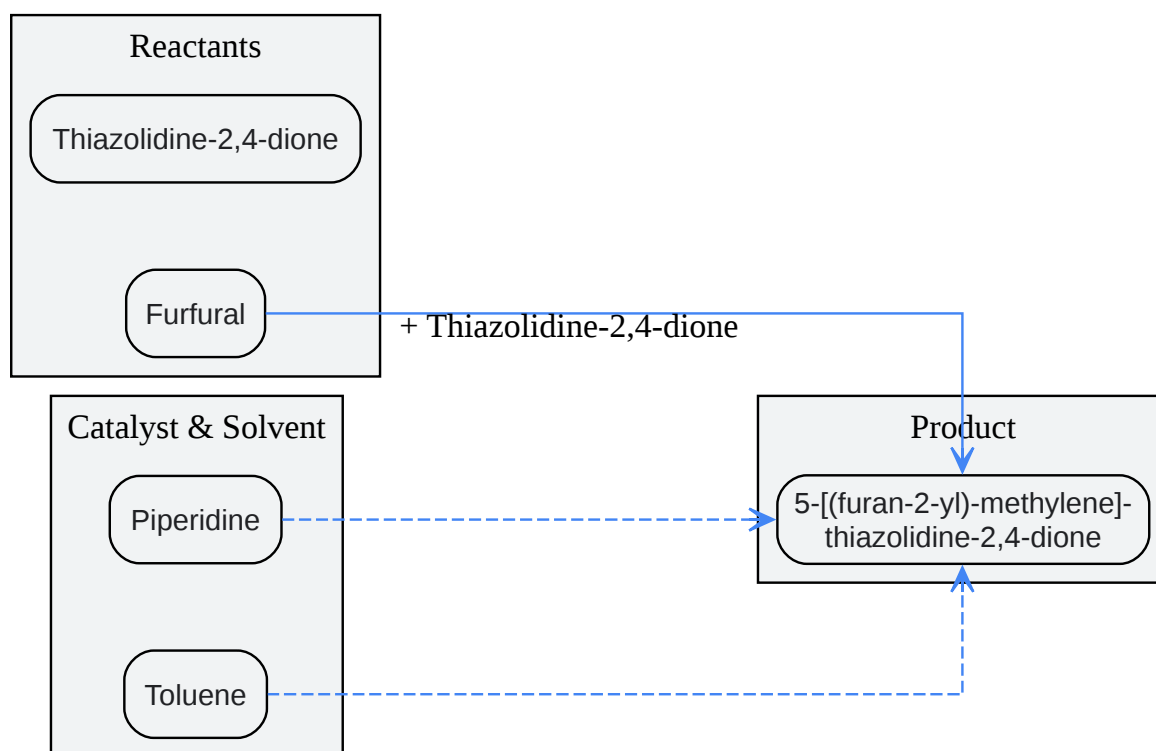 Reactants
Thiazolidine-2,4-dione
Furfural
+ Thiazolidine-2,4-dione
Catalyst & Solvent
Product
Piperidine
5-[(furan-2-yl)-methylene]-
thiazolidine-2,4-dione
Toluene